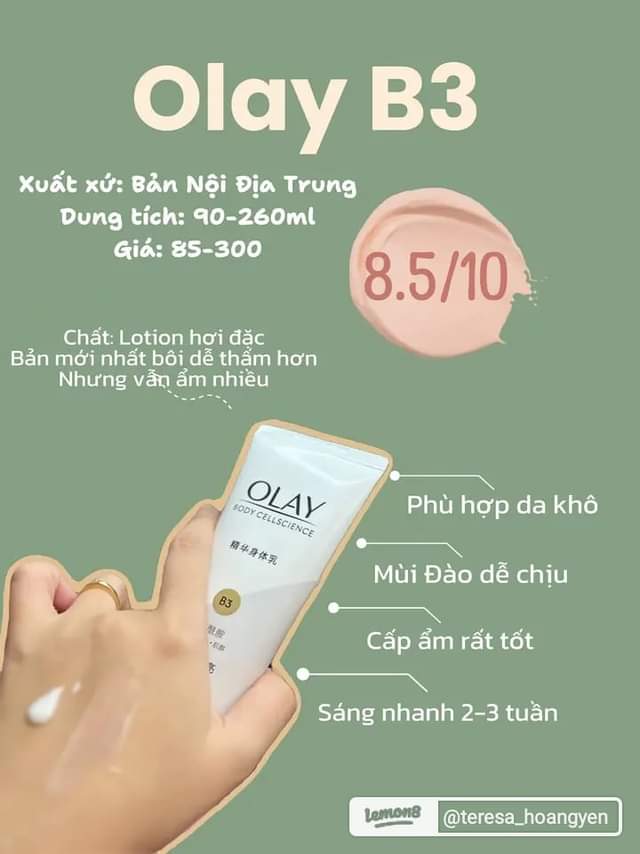 Olay B3
Xuất xứ: Bản Nội Địa Trung
Dung tích: 90-260ml
Giá: 85-300
8.5/10
Chất: Lotion hơi đặc
Bản mới nhất bôi dễ thấm hơn
Nhưng vẫn ẩm nhiều
OLAY
BODY CELLSCIENCE
精华身体乳
B3
酰胺
Phù hợp da khô
Mùi Đào dễ chịu
Cấp ẩm rất tốt
Sáng nhanh 2-3 tuần
lemon8
@teresa_hoangyen